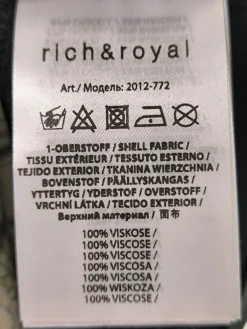 rich&royal
Art./ Модель: 2012-772
1-OBERSTOFF / SHELL FABRIC /
TISSU EXTÉRIEUR / TESSUTO ESTERNO /
TEJIDO EXTERIOR / TKANINA WIERZCHNIA /
BOVENSTOF / PÄÄLLYSKANGAS /
YTTERTYG / YDERSTOF / OVERSTOFF /
VRCHNÍ LÁTKA / TECIDO EXTERIOR /
Верхний материал / 面布
100% VISKOSE /
100% VISCOSE /
100% VISCOSE /
100% VISCOSA /
100% VISCOSA /
100% WISKOZA /
100% VISCOSE /